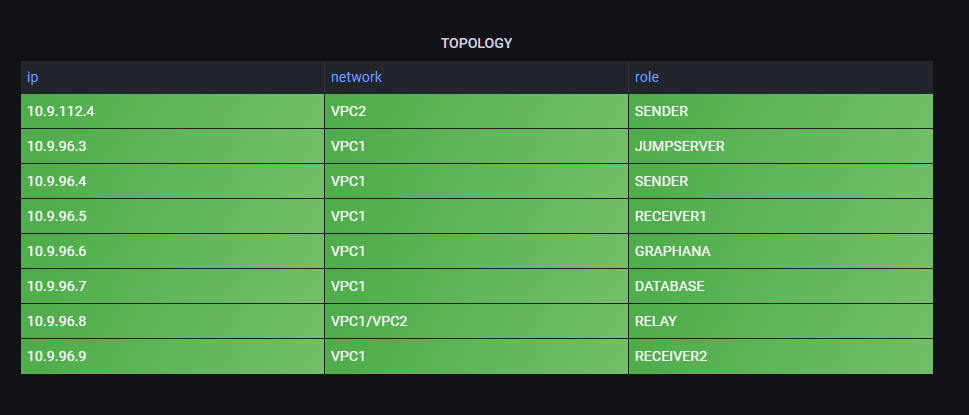 TOPOLOGY
ip network role
10.9.112.4 VPC2 SENDER
10.9.96.3 VPC1 JUMPSERVER
10.9.96.4 VPC1 SENDER
10.9.96.5 VPC1 RECEIVER1
10.9.96.6 VPC1 GRAPHANA
10.9.96.7 VPC1 DATABASE
10.9.96.8 VPC1/VPC2 RELAY
10.9.96.9 VPC1 RECEIVER2